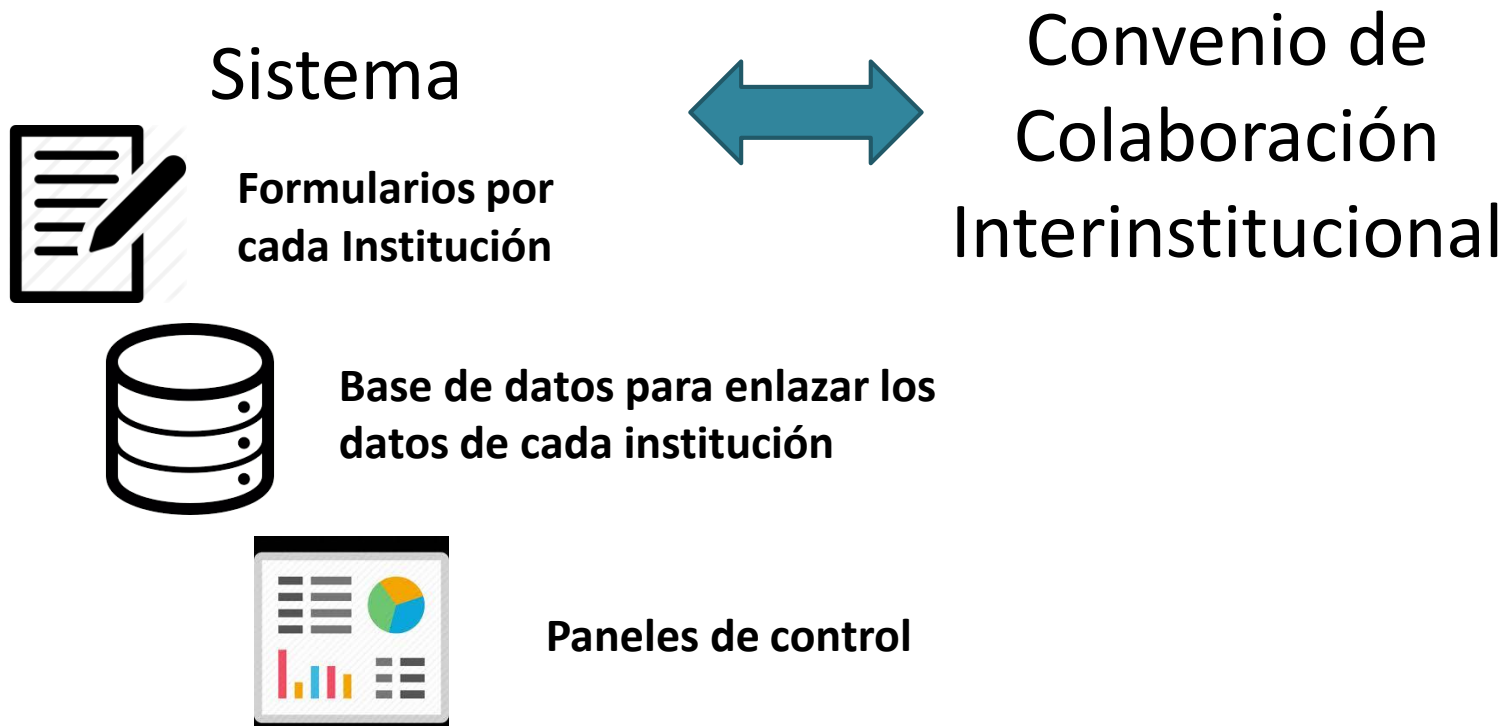 Sistema
Convenio de
Colaboración
Interinstitucional
Formularios por
cada Institución
Base de datos para enlazar los
datos de cada institución
Paneles de control